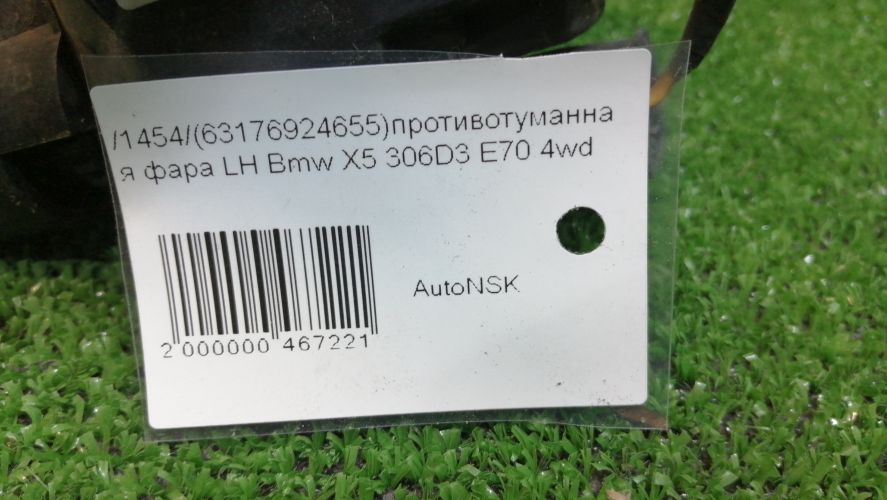 /1454/(63176924655)противотуманна
я фара LH Bmw X5 306D3 E70 4wd
AutoNSK
2 000000 467221